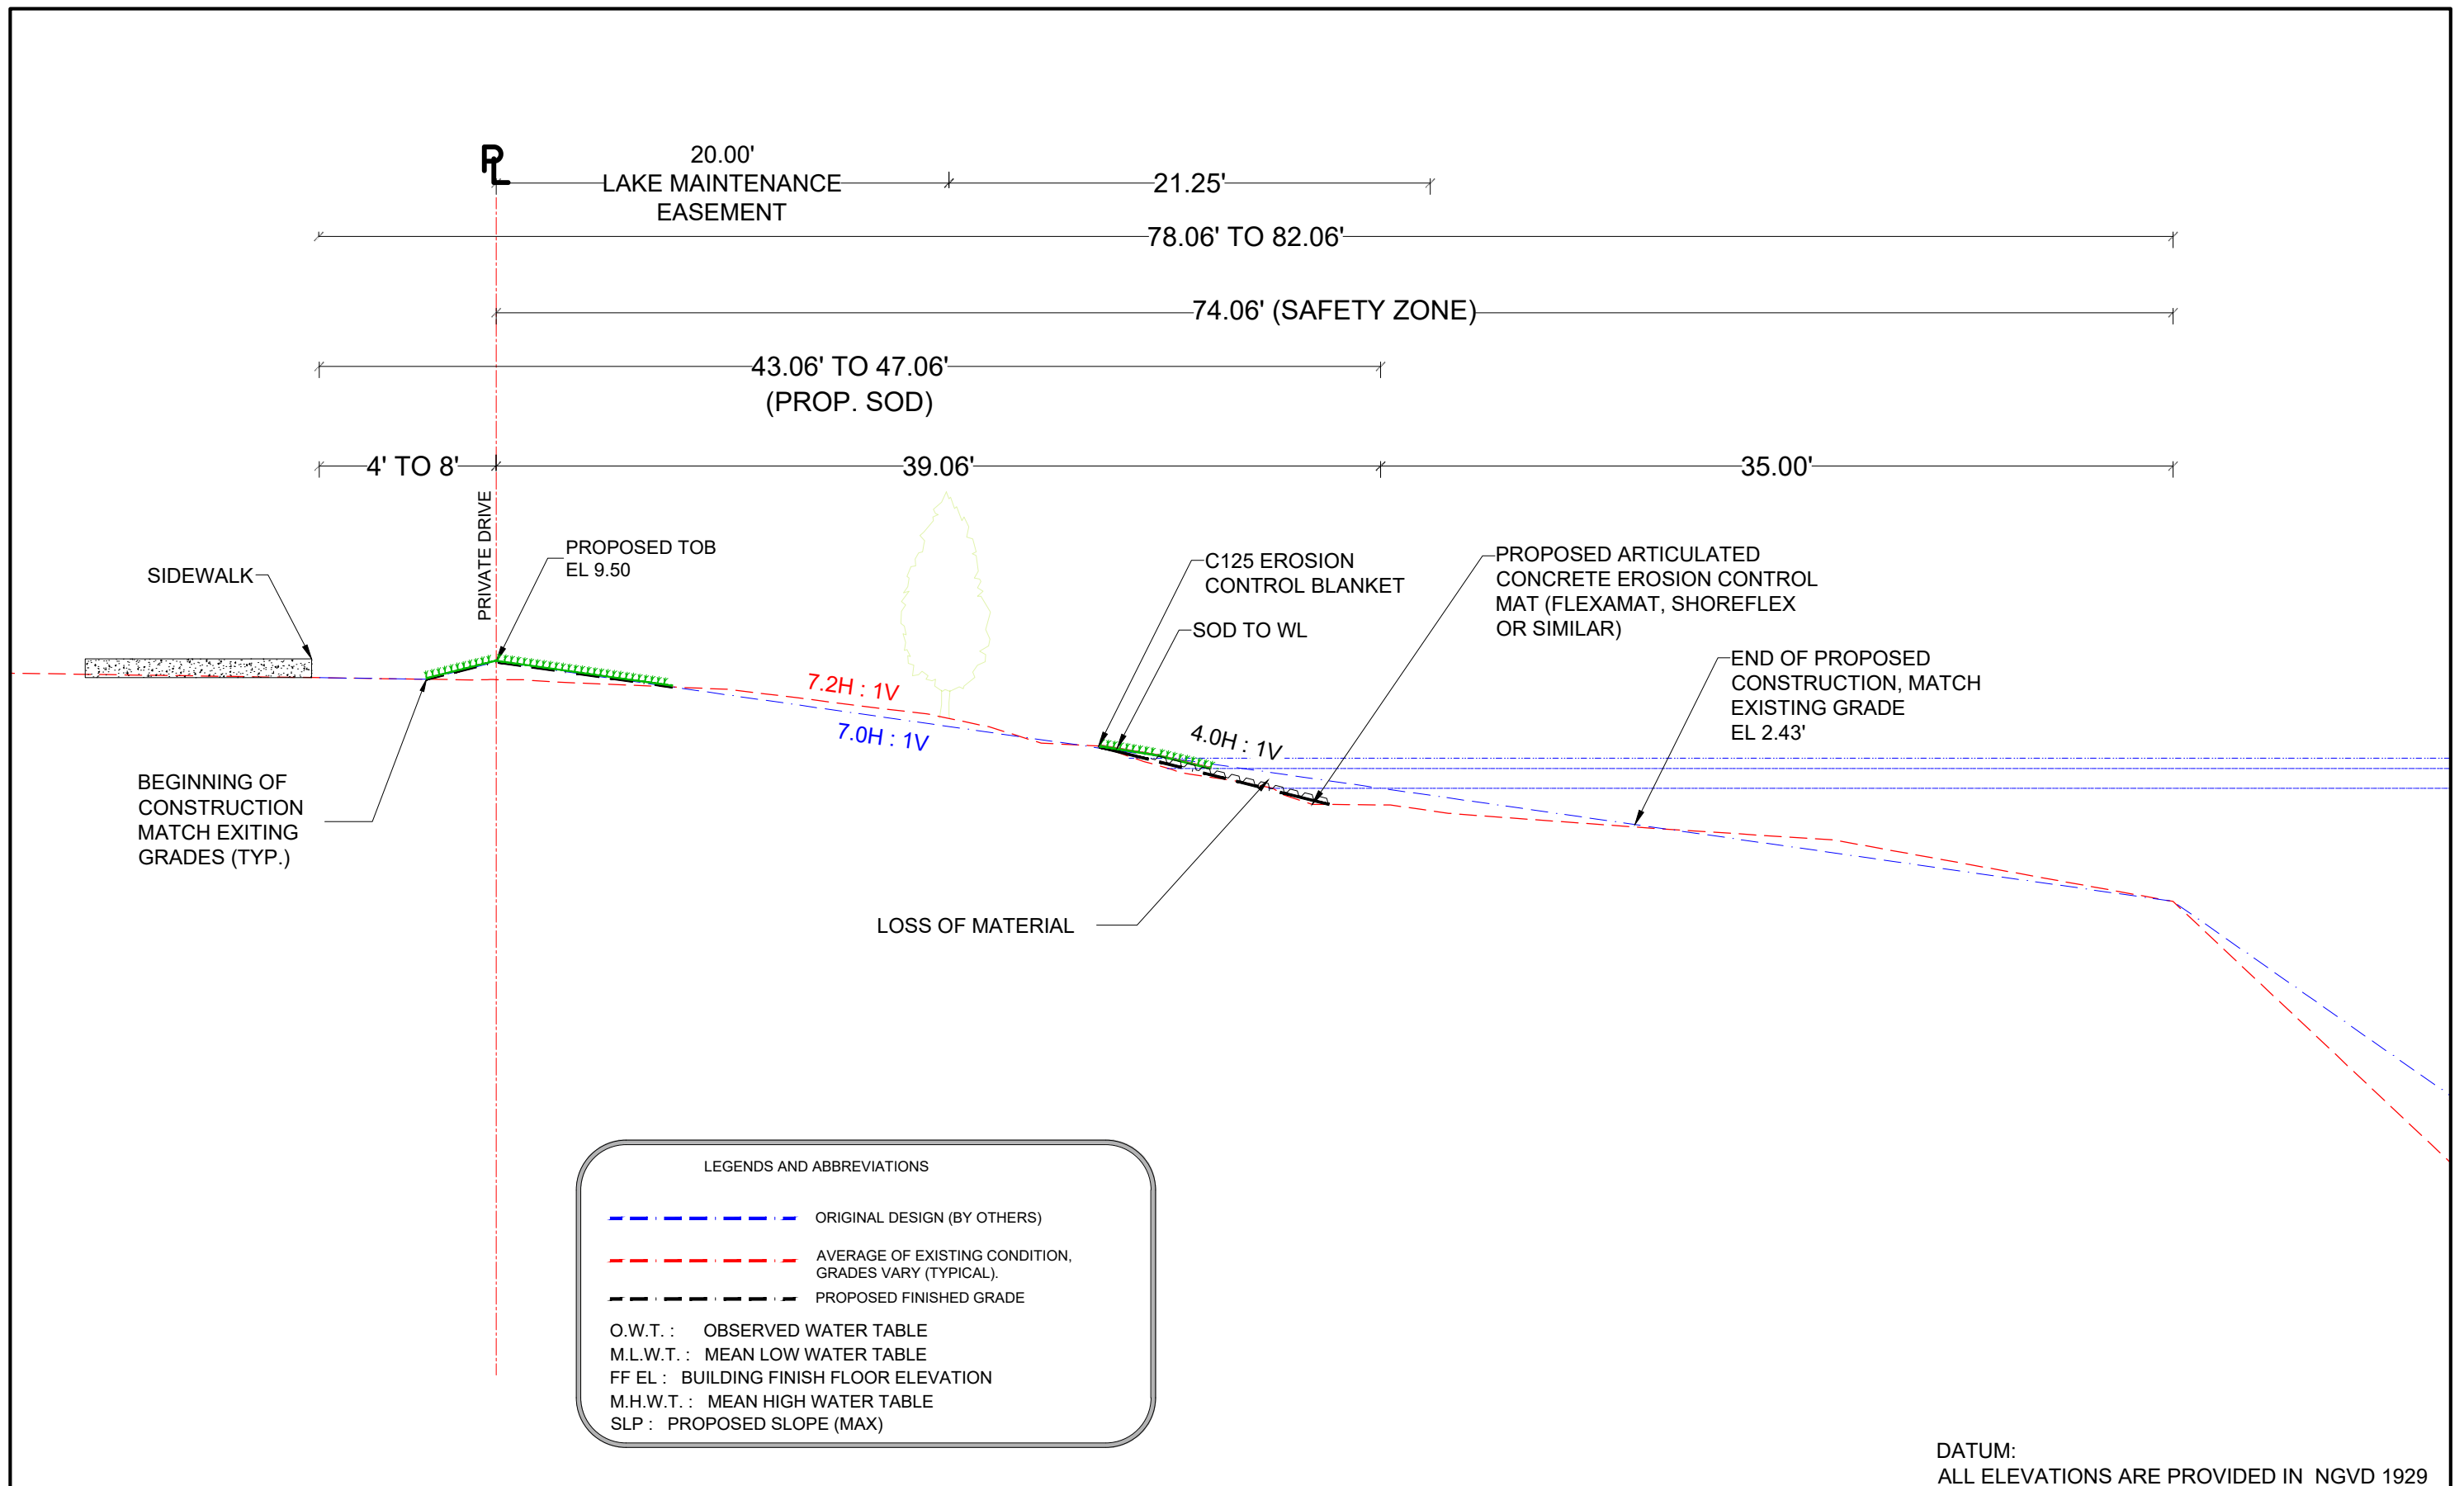 PL
20.00'
LAKE MAINTENANCE
EASEMENT
21.25'
78.06' TO 82.06'
74.06' (SAFETY ZONE)
43.06' TO 47.06'
(PROP. SOD)
4' TO 8'
39.06'
35.00'
PRIVATE DRIVE
SIDEWALK
PROPOSED TOB
EL 9.50
C125 EROSION
CONTROL BLANKET
SOD TO WL
PROPOSED ARTICULATED
CONCRETE EROSION CONTROL
MAT (FLEXAMAT, SHOREFLEX
OR SIMILAR)
END OF PROPOSED
CONSTRUCTION, MATCH
EXISTING GRADE
EL 2.43'
7.2H : 1V
7.0H : 1V
4.0H : 1V
BEGINNING OF
CONSTRUCTION
MATCH EXITING
GRADES (TYP.)
LOSS OF MATERIAL
LEGENDS AND ABBREVIATIONS
ORIGINAL DESIGN (BY OTHERS)
AVERAGE OF EXISTING CONDITION,
GRADES VARY (TYPICAL).
PROPOSED FINISHED GRADE
O.W.T. : OBSERVED WATER TABLE
M.L.W.T. : MEAN LOW WATER TABLE
FF EL : BUILDING FINISH FLOOR ELEVATION
M.H.W.T. : MEAN HIGH WATER TABLE
SLP : PROPOSED SLOPE (MAX)
DATUM:
ALL ELEVATIONS ARE PROVIDED IN NGVD 1929